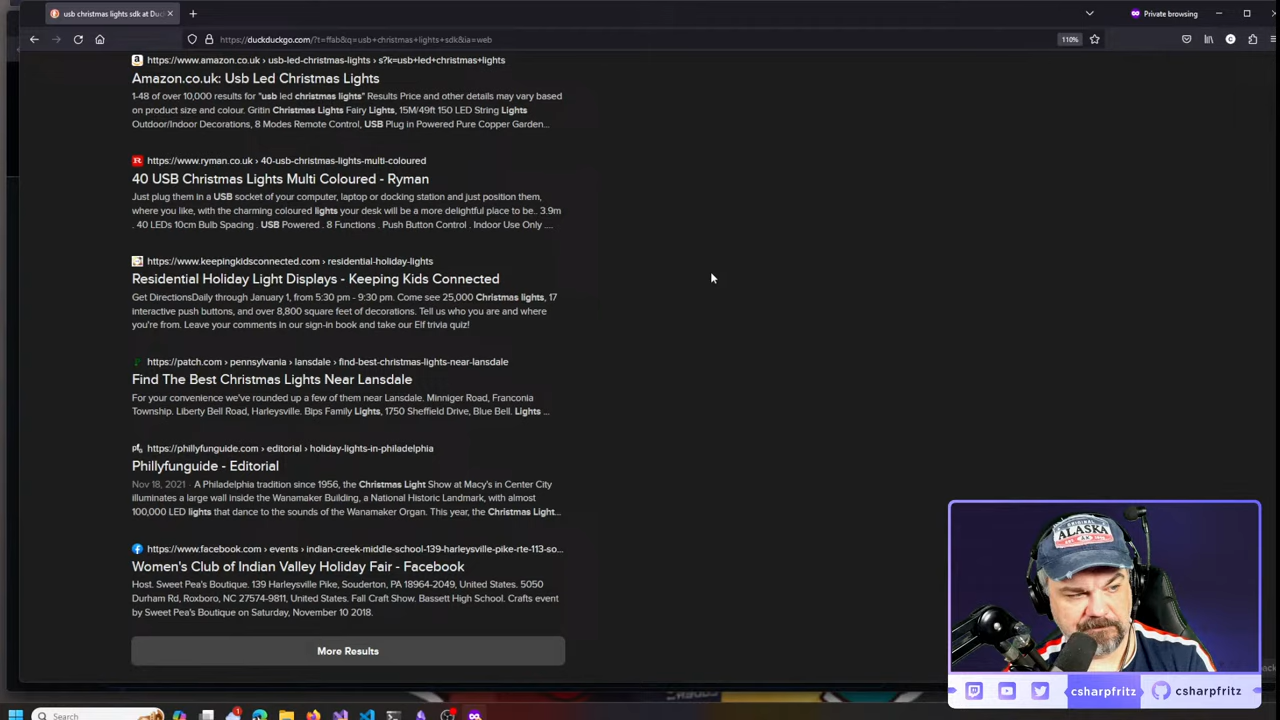 usb christmas lights sdk at Duc
Private browsing
https://duckduckgo.com/?t=ffab&q=usb+christmas+lights+sdk&ia=web
110%
https://www.amazon.co.uk › usb-led-christmas-lights › s?k=usb+led+christmas+lights
Amazon.co.uk: Usb Led Christmas Lights
1-48 of over 10,000 results for "usb led christmas lights" Results Price and other details may vary based
on product size and colour. Gritin Christmas Lights Fairy Lights, 15M/49ft 150 LED String Lights
Outdoor/Indoor Decorations, 8 Modes Remote Control, USB Plug in Powered Pure Copper Garden...
https://www.ryman.co.uk › 40-usb-christmas-lights-multi-coloured
40 USB Christmas Lights Multi Coloured - Ryman
Just plug them in a USB socket of your computer, laptop or docking station and just position them,
where you like, with the charming coloured lights your desk will be a more delightful place to be.. 3.9m
. 40 LEDs 10cm Bulb Spacing . USB Powered . 8 Functions . Push Button Control . Indoor Use Only ....
https://www.keepingkidsconnected.com › residential-holiday-lights
Residential Holiday Light Displays - Keeping Kids Connected
Get DirectionsDaily through January 1, from 5:30 pm - 9:30 pm. Come see 25,000 Christmas lights, 17
interactive push buttons, and over 8,800 square feet of decorations. Tell us who you are and where
you're from. Leave your comments in our sign-in book and take our Elf trivia quiz!
https://patch.com › pennsylvania › lansdale › find-best-christmas-lights-near-lansdale
Find The Best Christmas Lights Near Lansdale
For your convenience we've rounded up a few of them near Lansdale. Minniger Road, Franconia
Township. Liberty Bell Road, Harleysville. Bips Family Lights, 1750 Sheffield Drive, Blue Bell. Lights ...
https://phillyfunguide.com › editorial › holiday-lights-in-philadelphia
Phillyfunguide - Editorial
Nov 18, 2021 · A Philadelphia tradition since 1956, the Christmas Light Show at Macy's in Center City
illuminates a large wall inside the Wanamaker Building, a National Historic Landmark, with almost
100,000 LED lights that dance to the sounds of the Wanamaker Organ. This year, the Christmas Light...
https://www.facebook.com › events › indian-creek-middle-school-139-harleysville-pike-rte-113-so...
Women's Club of Indian Valley Holiday Fair - Facebook
Host. Sweet Pea's Boutique. 139 Harleysville Pike, Souderton, PA 18964-2049, United States. 5050
Durham Rd, Roxboro, NC 27574-9811, United States. Fall Craft Show. Bassett High School. Crafts event
by Sweet Pea's Boutique on Saturday, November 10 2018.
More Results
ORIGINAL
ALASKA
csharpfritz
csharpfritz
Search